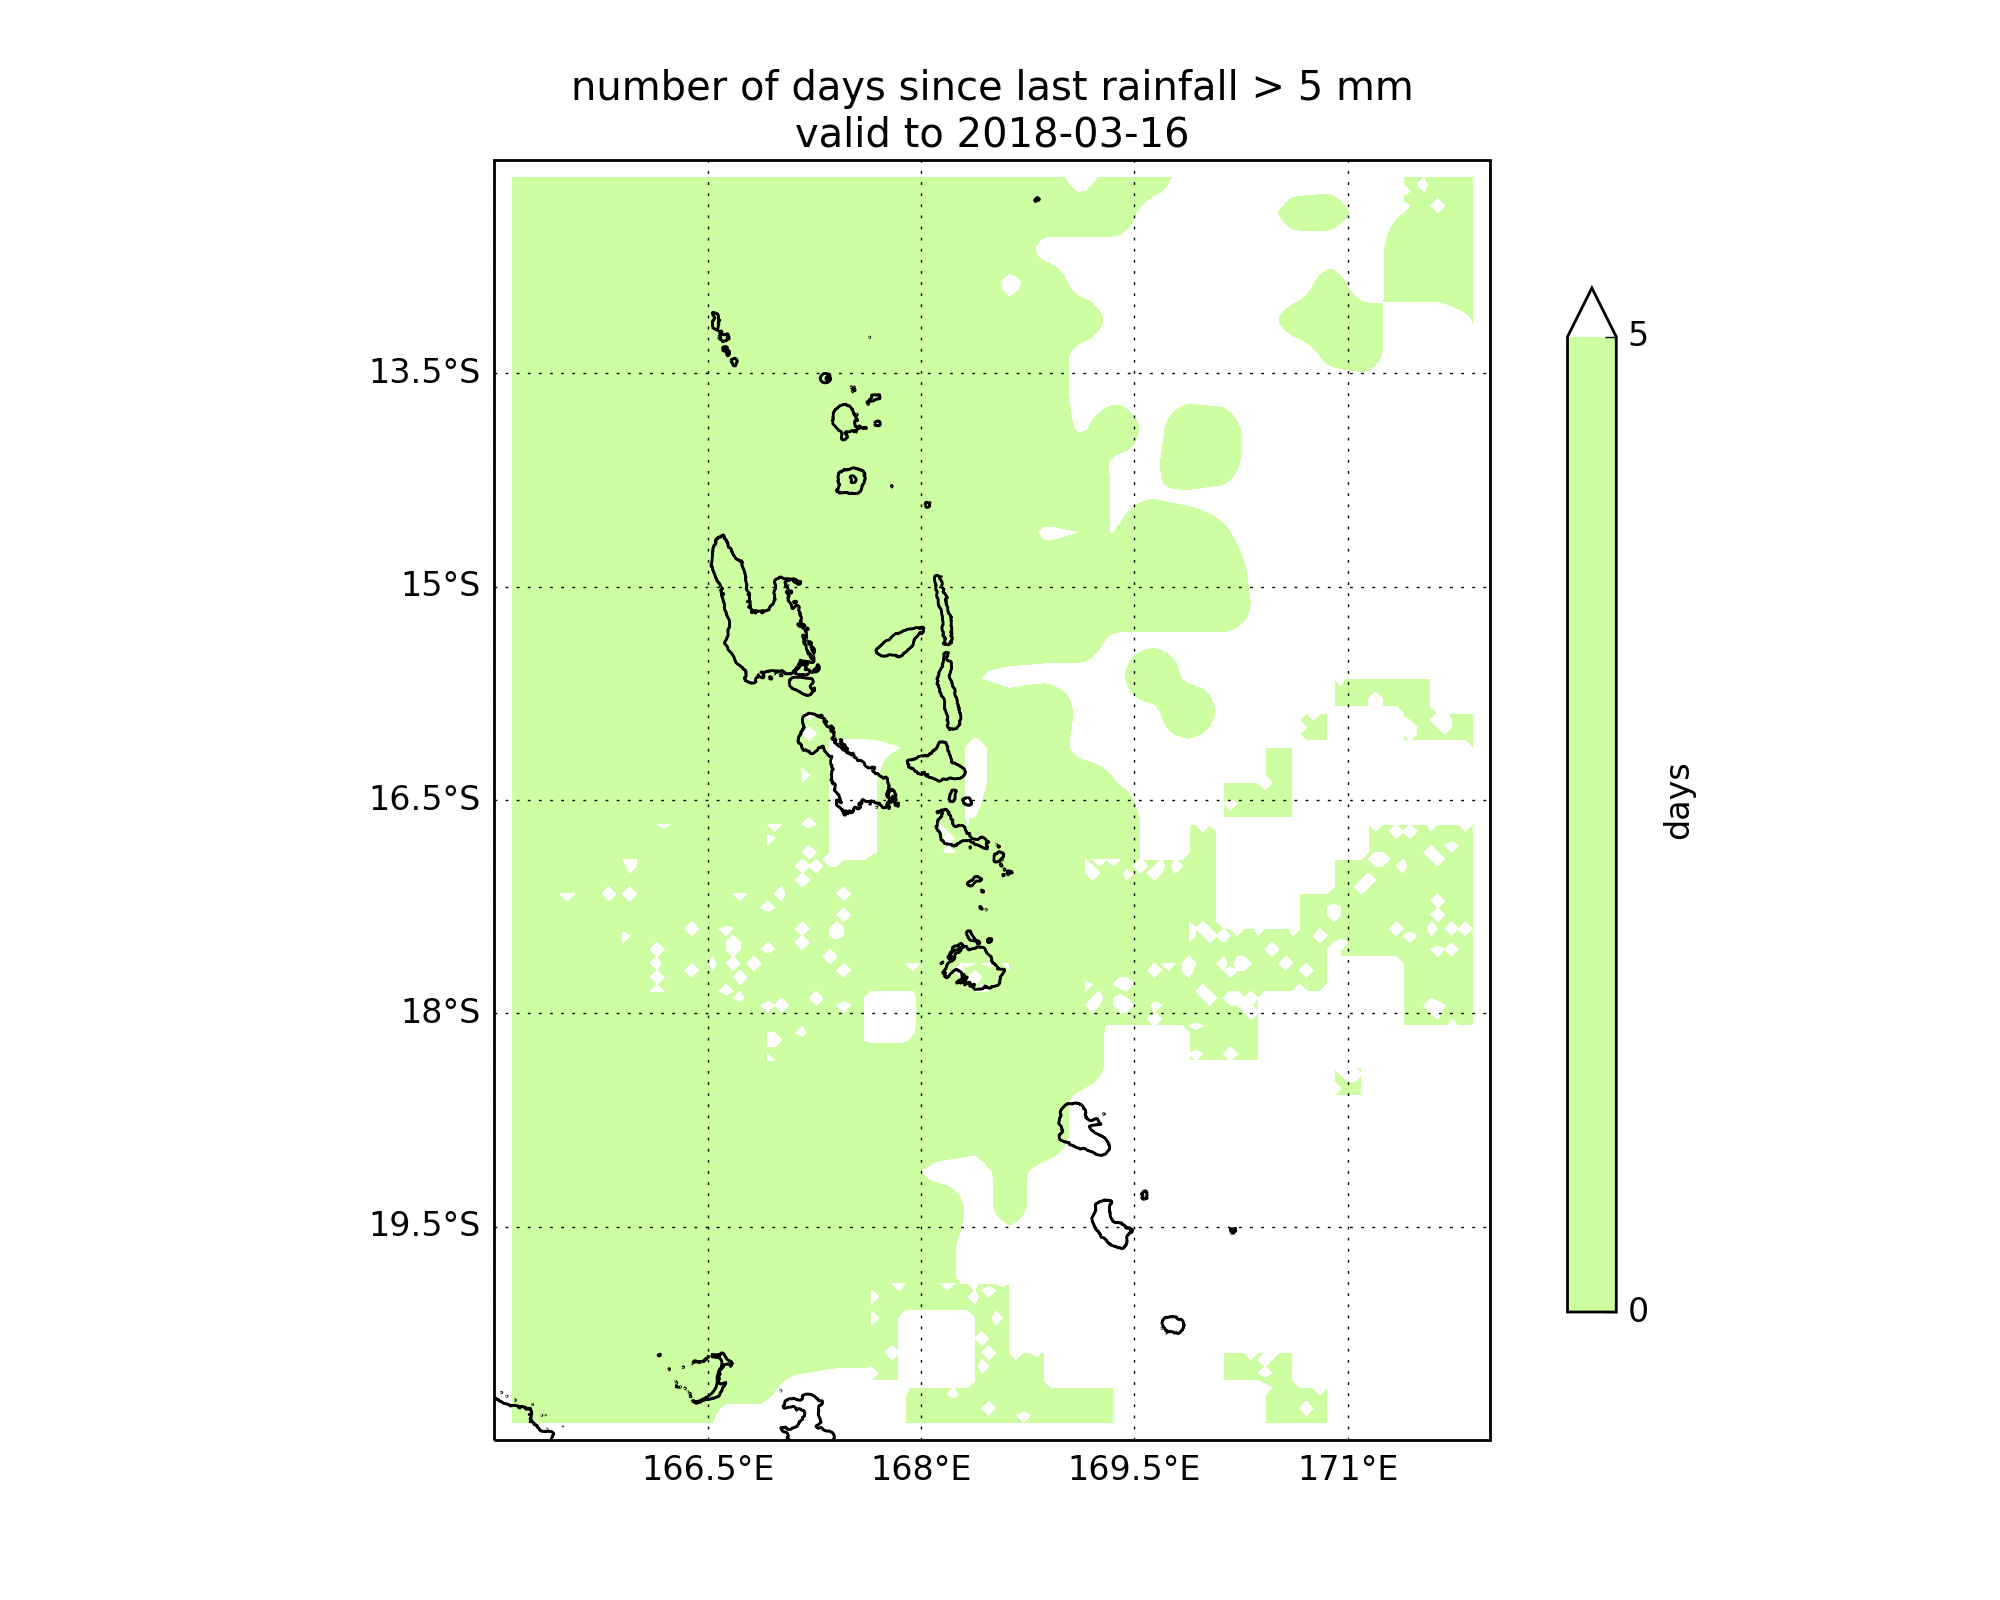 number of days since last rainfall > 5 mm
valid to 2018-03-16
13.5°S
15°S
16.5°S
18°S
19.5°S
166.5°E
168°E
169.5°E
171°E
5
0
days